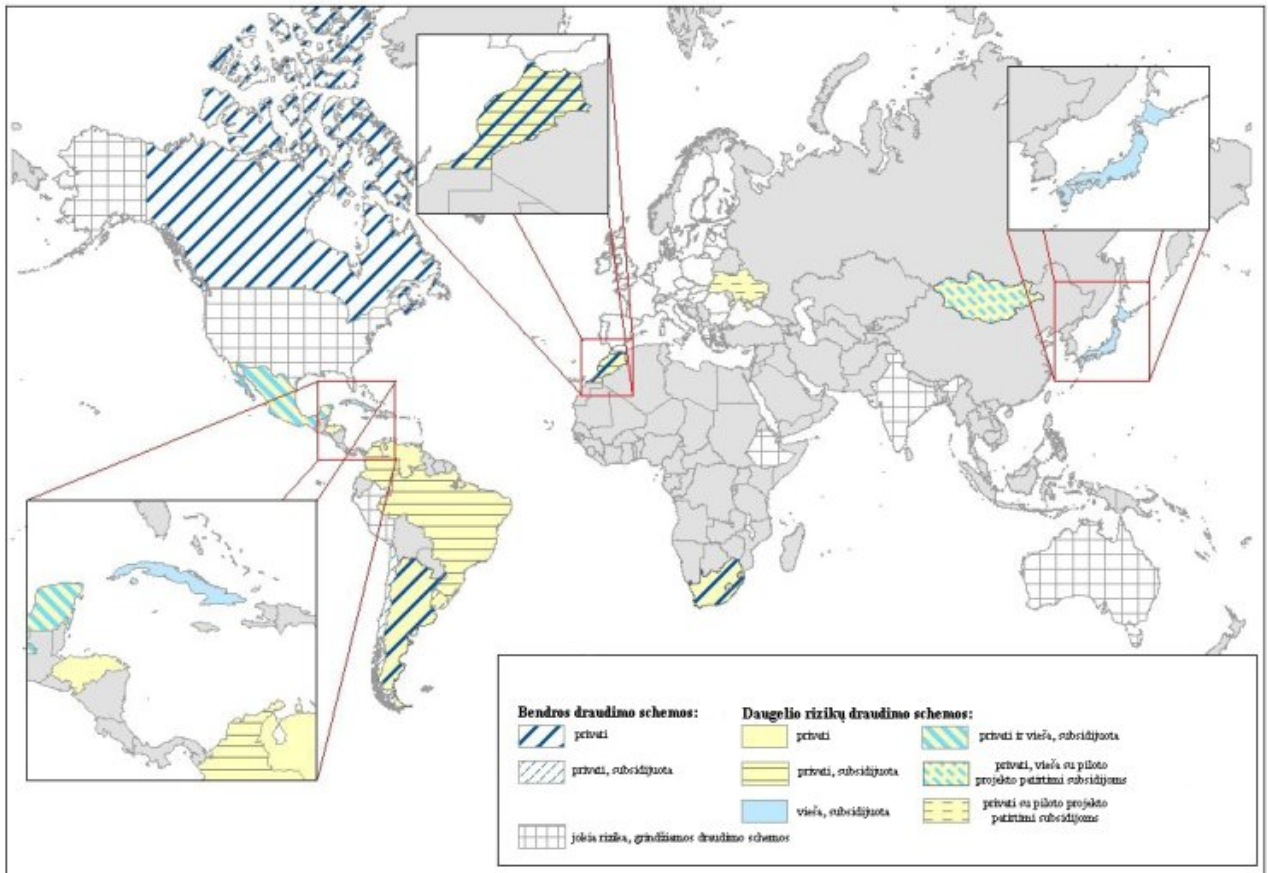 Bendros draudimo schemos:
privati
privati, subsidijuota
jokia rizika, grindžiamos draudimo schemos
Daugelio rizikų draudimo schemos:
privati
privati, subsidijuota
vieša, subsidijuota
privati ir vieša, subsidijuota
privati, vieša su piloto
projekto patirtimi subsidijoms
privati su piloto projekto
patirtimi subsidijoms